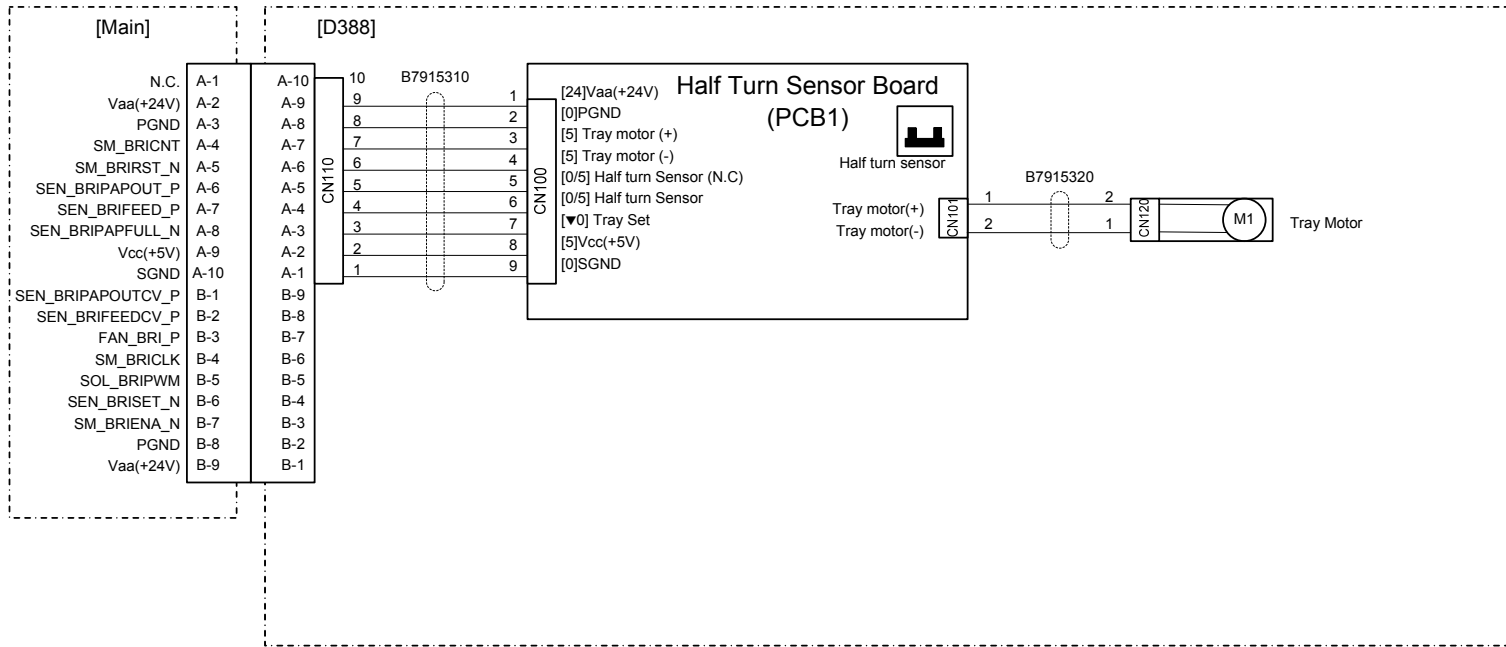 [Main]
[D388]
N.C. A-1 A-10 10 B7915310 1 [24]Vaa(+24V) Half Turn Sensor Board
Vaa(+24V) A-2 A-9 9 2 [0]PGND (PCB1)
PGND A-3 A-8 8 3 [5] Tray motor (+)
SM_BRICNT A-4 A-7 7 4 [5] Tray motor (-) Half turn sensor
SM_BRIRST_N A-5 A-6 6 5 [0/5] Half turn Sensor (N.C)
SEN_BRIPAPOUT_P A-6 A-5 5 6 [0/5] Half turn Sensor
SEN_BRIFEED_P A-7 A-4 4 7 [▼0] Tray Set
SEN_BRIPAPFULL_N A-8 A-3 3 8 [5]Vcc(+5V)
Vcc(+5V) A-9 A-2 2 9 [0]SGND
SGND A-10 A-1 1
CN110
CN100
SEN_BRIPAPOUTCV_P B-1 B-9
SEN_BRIFEEDCV_P B-2 B-8
FAN_BRI_P B-3 B-7
SM_BRICLK B-4 B-6
SOL_BRIPWM B-5 B-5
SEN_BRISET_N B-6 B-4
SM_BRIENA_N B-7 B-3
PGND B-8 B-2
Vaa(+24V) B-9 B-1
B7915320
Tray motor(+) 1 2
Tray motor(-) 2 1
CN101
CN120
M1
Tray Motor